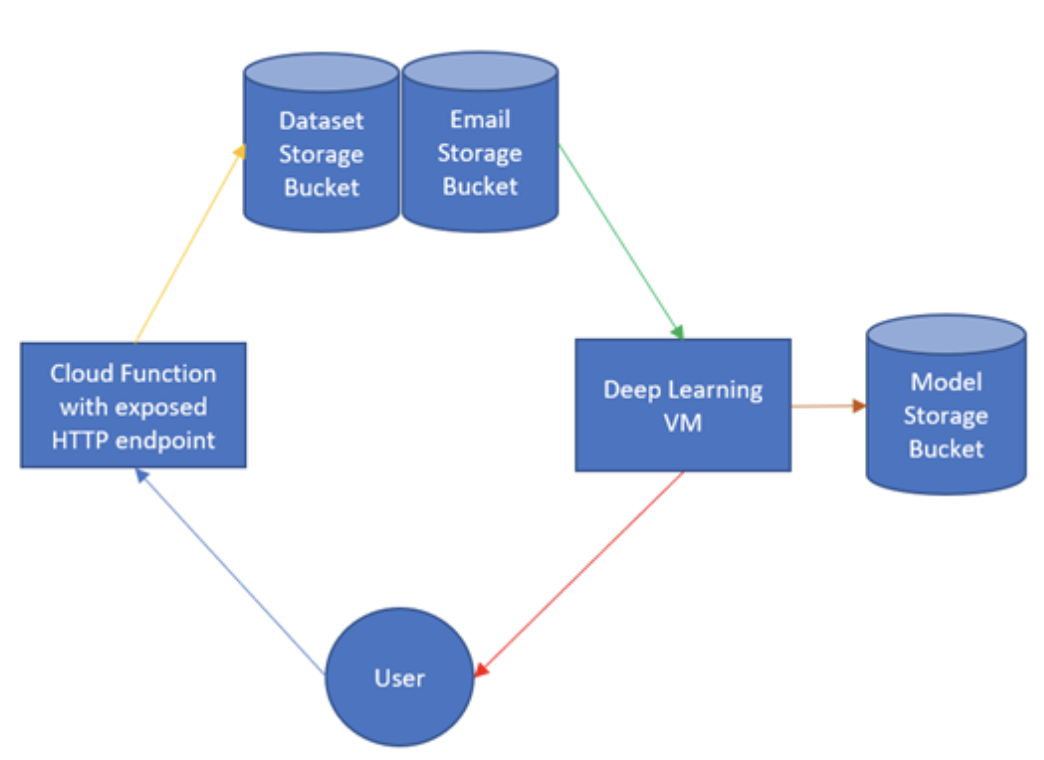 Dataset
Storage
Bucket
Email
Storage
Bucket
Cloud Function
with exposed
HTTP endpoint
Deep Learning
VM
Model
Storage
Bucket
User